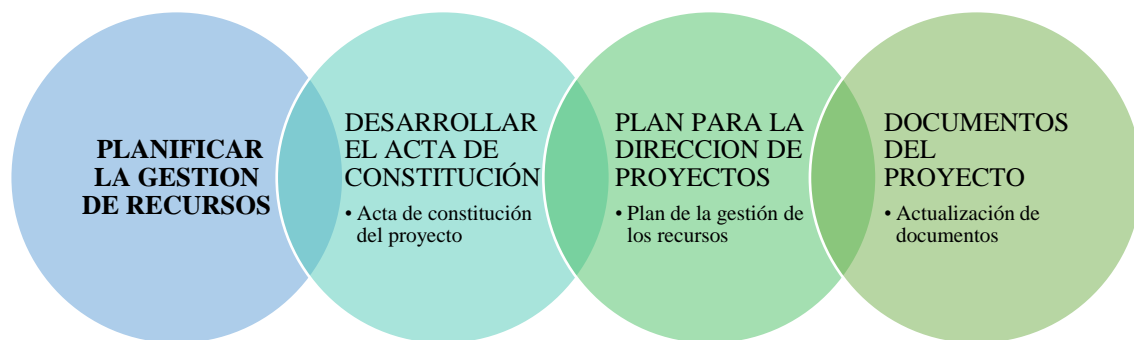 PLANIFICAR
LA GESTION
DE RECURSOS
DESARROLLAR
EL ACTA DE
CONSTITUCIÓN
• Acta de constitución
del proyecto
PLAN PARA LA
DIRECCION DE
PROYECTOS
• Plan de la gestión de
los recursos
DOCUMENTOS
DEL
PROYECTO
• Actualización de
documentos